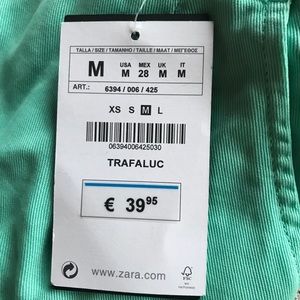 TALLA / SIZE / TAMANHO / TAILLE / MAAT / ΜΕΓΕΘΟΣ
M
USA MEX UK IT
M 28 M M
ART.: 6394 / 006 / 425
XS S M L
06394006425030
TRAFALUC
€ 39 95
www.zara.com
FSC